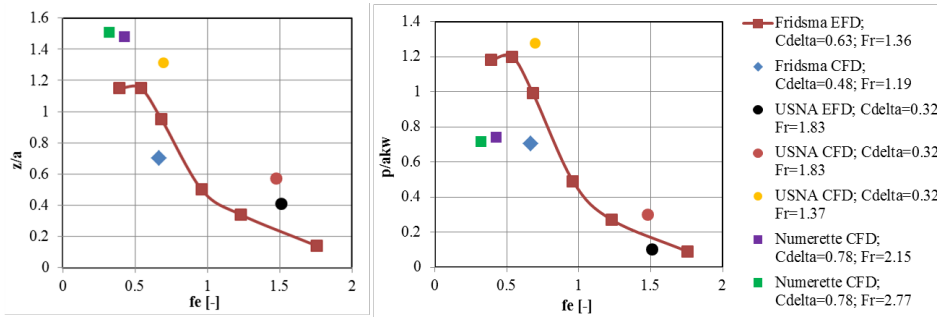 1.6
1.4
1.2
1
0.8
0.6
0.4
0.2
0
z/a
0 0.5 1 1.5 2
fe [-]
1.4
1.2
1
0.8
0.6
0.4
0.2
0
p/akw
0 0.5 1 1.5 2
fe [-]
Fridsma EFD;
Cdelta=0.63; Fr=1.36
Fridsma CFD;
Cdelta=0.48; Fr=1.19
USNA EFD; Cdelta=0.32
Fr=1.83
USNA CFD; Cdelta=0.32
Fr=1.83
USNA CFD; Cdelta=0.32
Fr=1.37
Numerette CFD;
Cdelta=0.78; Fr=2.15
Numerette CFD;
Cdelta=0.78; Fr=2.77